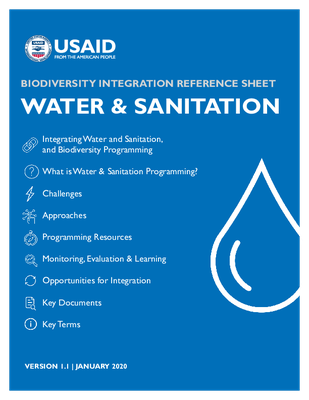 USAID
FROM THE AMERICAN PEOPLE
BIODIVERSITY INTEGRATION REFERENCE SHEET
WATER & SANITATION
Integrating Water and Sanitation,
and Biodiversity Programming
What is Water & Sanitation Programming?
Challenges
Approaches
Programming Resources
Monitoring, Evaluation & Learning
Opportunities for Integration
Key Documents
Key Terms
VERSION 1.1 | JANUARY 2020